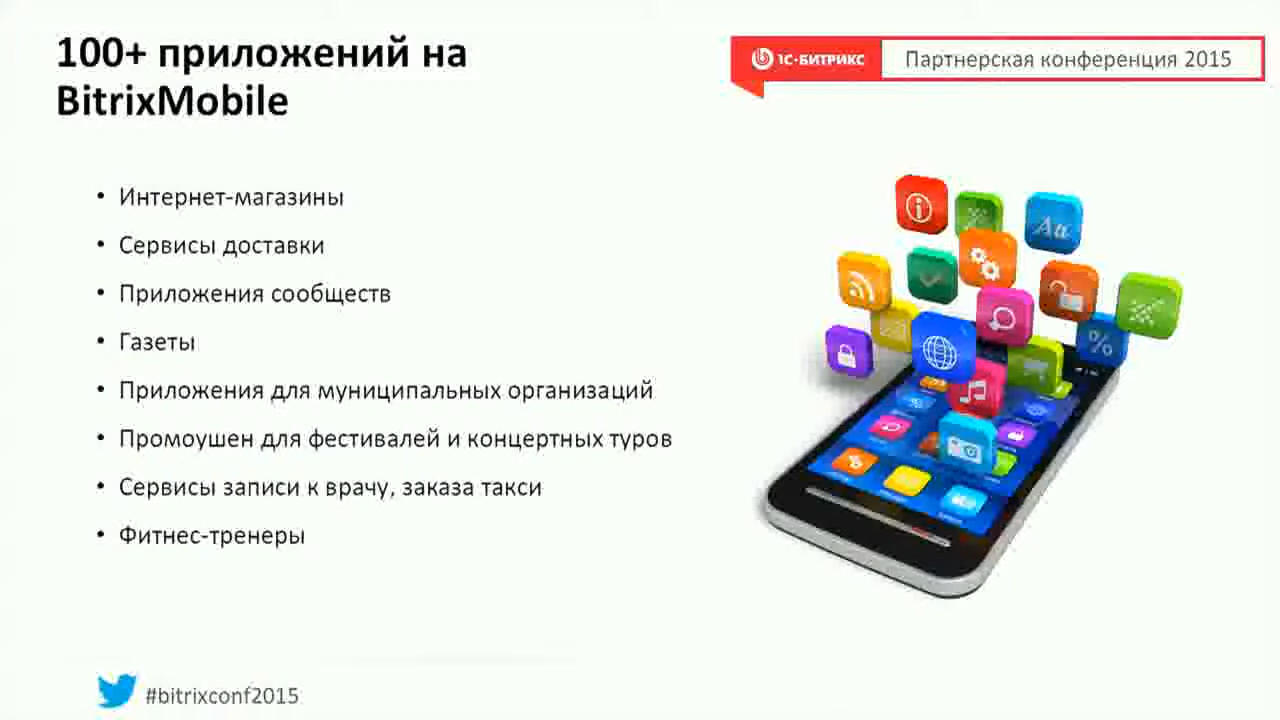 100+ приложений на
BitrixMobile
1С-БИТРИКС
Партнерская конференция 2015
• Интернет-магазины
• Сервисы доставки
• Приложения сообществ
• Газеты
• Приложения для муниципальных организаций
• Промоушен для фестивалей и концертных туров
• Сервисы записи к врачу, заказа такси
• Фитнес-тренеры
Aa
%
#bitrixconf2015